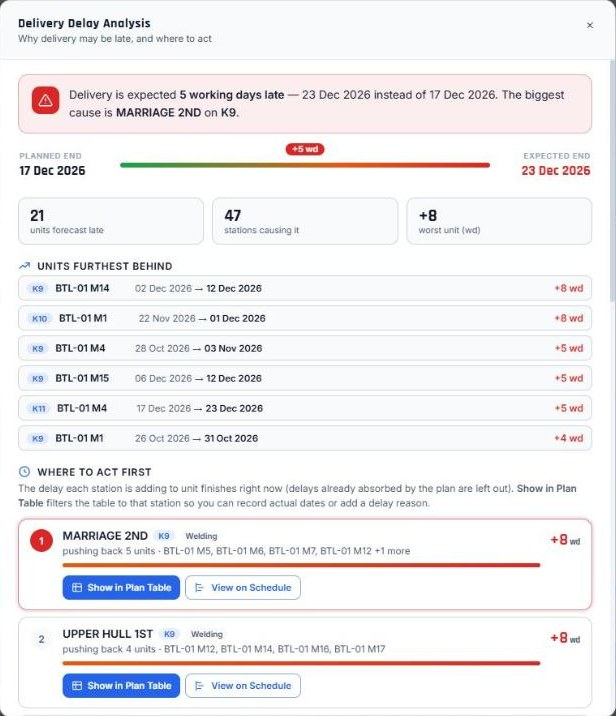 Delivery Delay Analysis
Why delivery may be late, and where to act
×
Delivery is expected 5 working days late — 23 Dec 2026 instead of 17 Dec 2026. The biggest
cause is MARRIAGE 2ND on K9.
+5 wd
PLANNED END
17 Dec 2026
EXPECTED END
23 Dec 2026
21
units forecast late
47
stations causing it
+8
worst unit (wd)
UNITS FURTHEST BEHIND
K9 BTL-01 M14 02 Dec 2026 → 12 Dec 2026 +8 wd
K10 BTL-01 M1 22 Nov 2026 → 01 Dec 2026 +8 wd
K9 BTL-01 M4 28 Oct 2026 → 03 Nov 2026 +5 wd
K9 BTL-01 M15 06 Dec 2026 → 12 Dec 2026 +5 wd
K11 BTL-01 M4 17 Dec 2026 → 23 Dec 2026 +5 wd
K9 BTL-01 M1 26 Oct 2026 → 31 Oct 2026 +4 wd
WHERE TO ACT FIRST
The delay each station is adding to unit finishes right now (delays already absorbed by the plan are left out). Show in Plan
Table filters the table to that station so you can record actual dates or add a delay reason.
1 MARRIAGE 2ND K9 Welding +8 wd
pushing back 5 units · BTL-01 M5, BTL-01 M6, BTL-01 M7, BTL-01 M12 +1 more
Show in Plan Table View on Schedule
2 UPPER HULL 1ST K9 Welding +8 wd
pushing back 4 units · BTL-01 M12, BTL-01 M14, BTL-01 M16, BTL-01 M17
Show in Plan Table View on Schedule